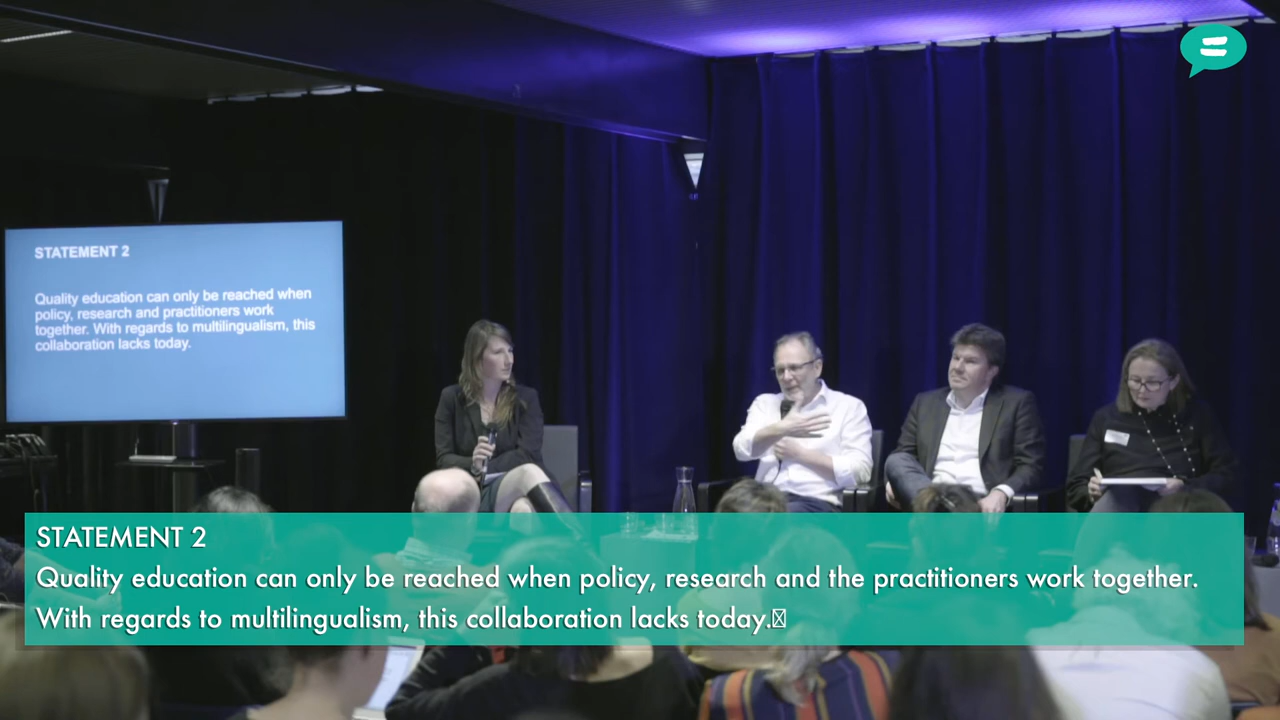 STATEMENT 2
Quality education can only be reached when
policy, research and practitioners work
together. With regards to multilingualism, this
collaboration lacks today.
STATEMENT 2
Quality education can only be reached when policy, research and the practitioners work together.
With regards to multilingualism, this collaboration lacks today.